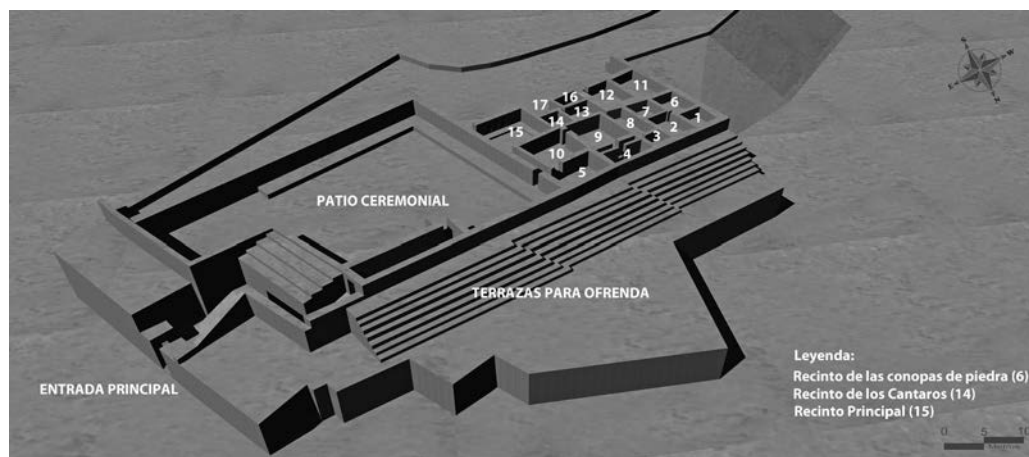 11
16
12
6
17
13
7
1
14
8
2
15
9
3
10
4
5
PATIO CEREMONIAL
TERRAZAS PARA OFRENDA
ENTRADA PRINCIPAL
Leyenda:
Recinto de las conopas de piedra (6)
Recinto de los Cantaros (14)
Recinto Principal (15)
0 5 10